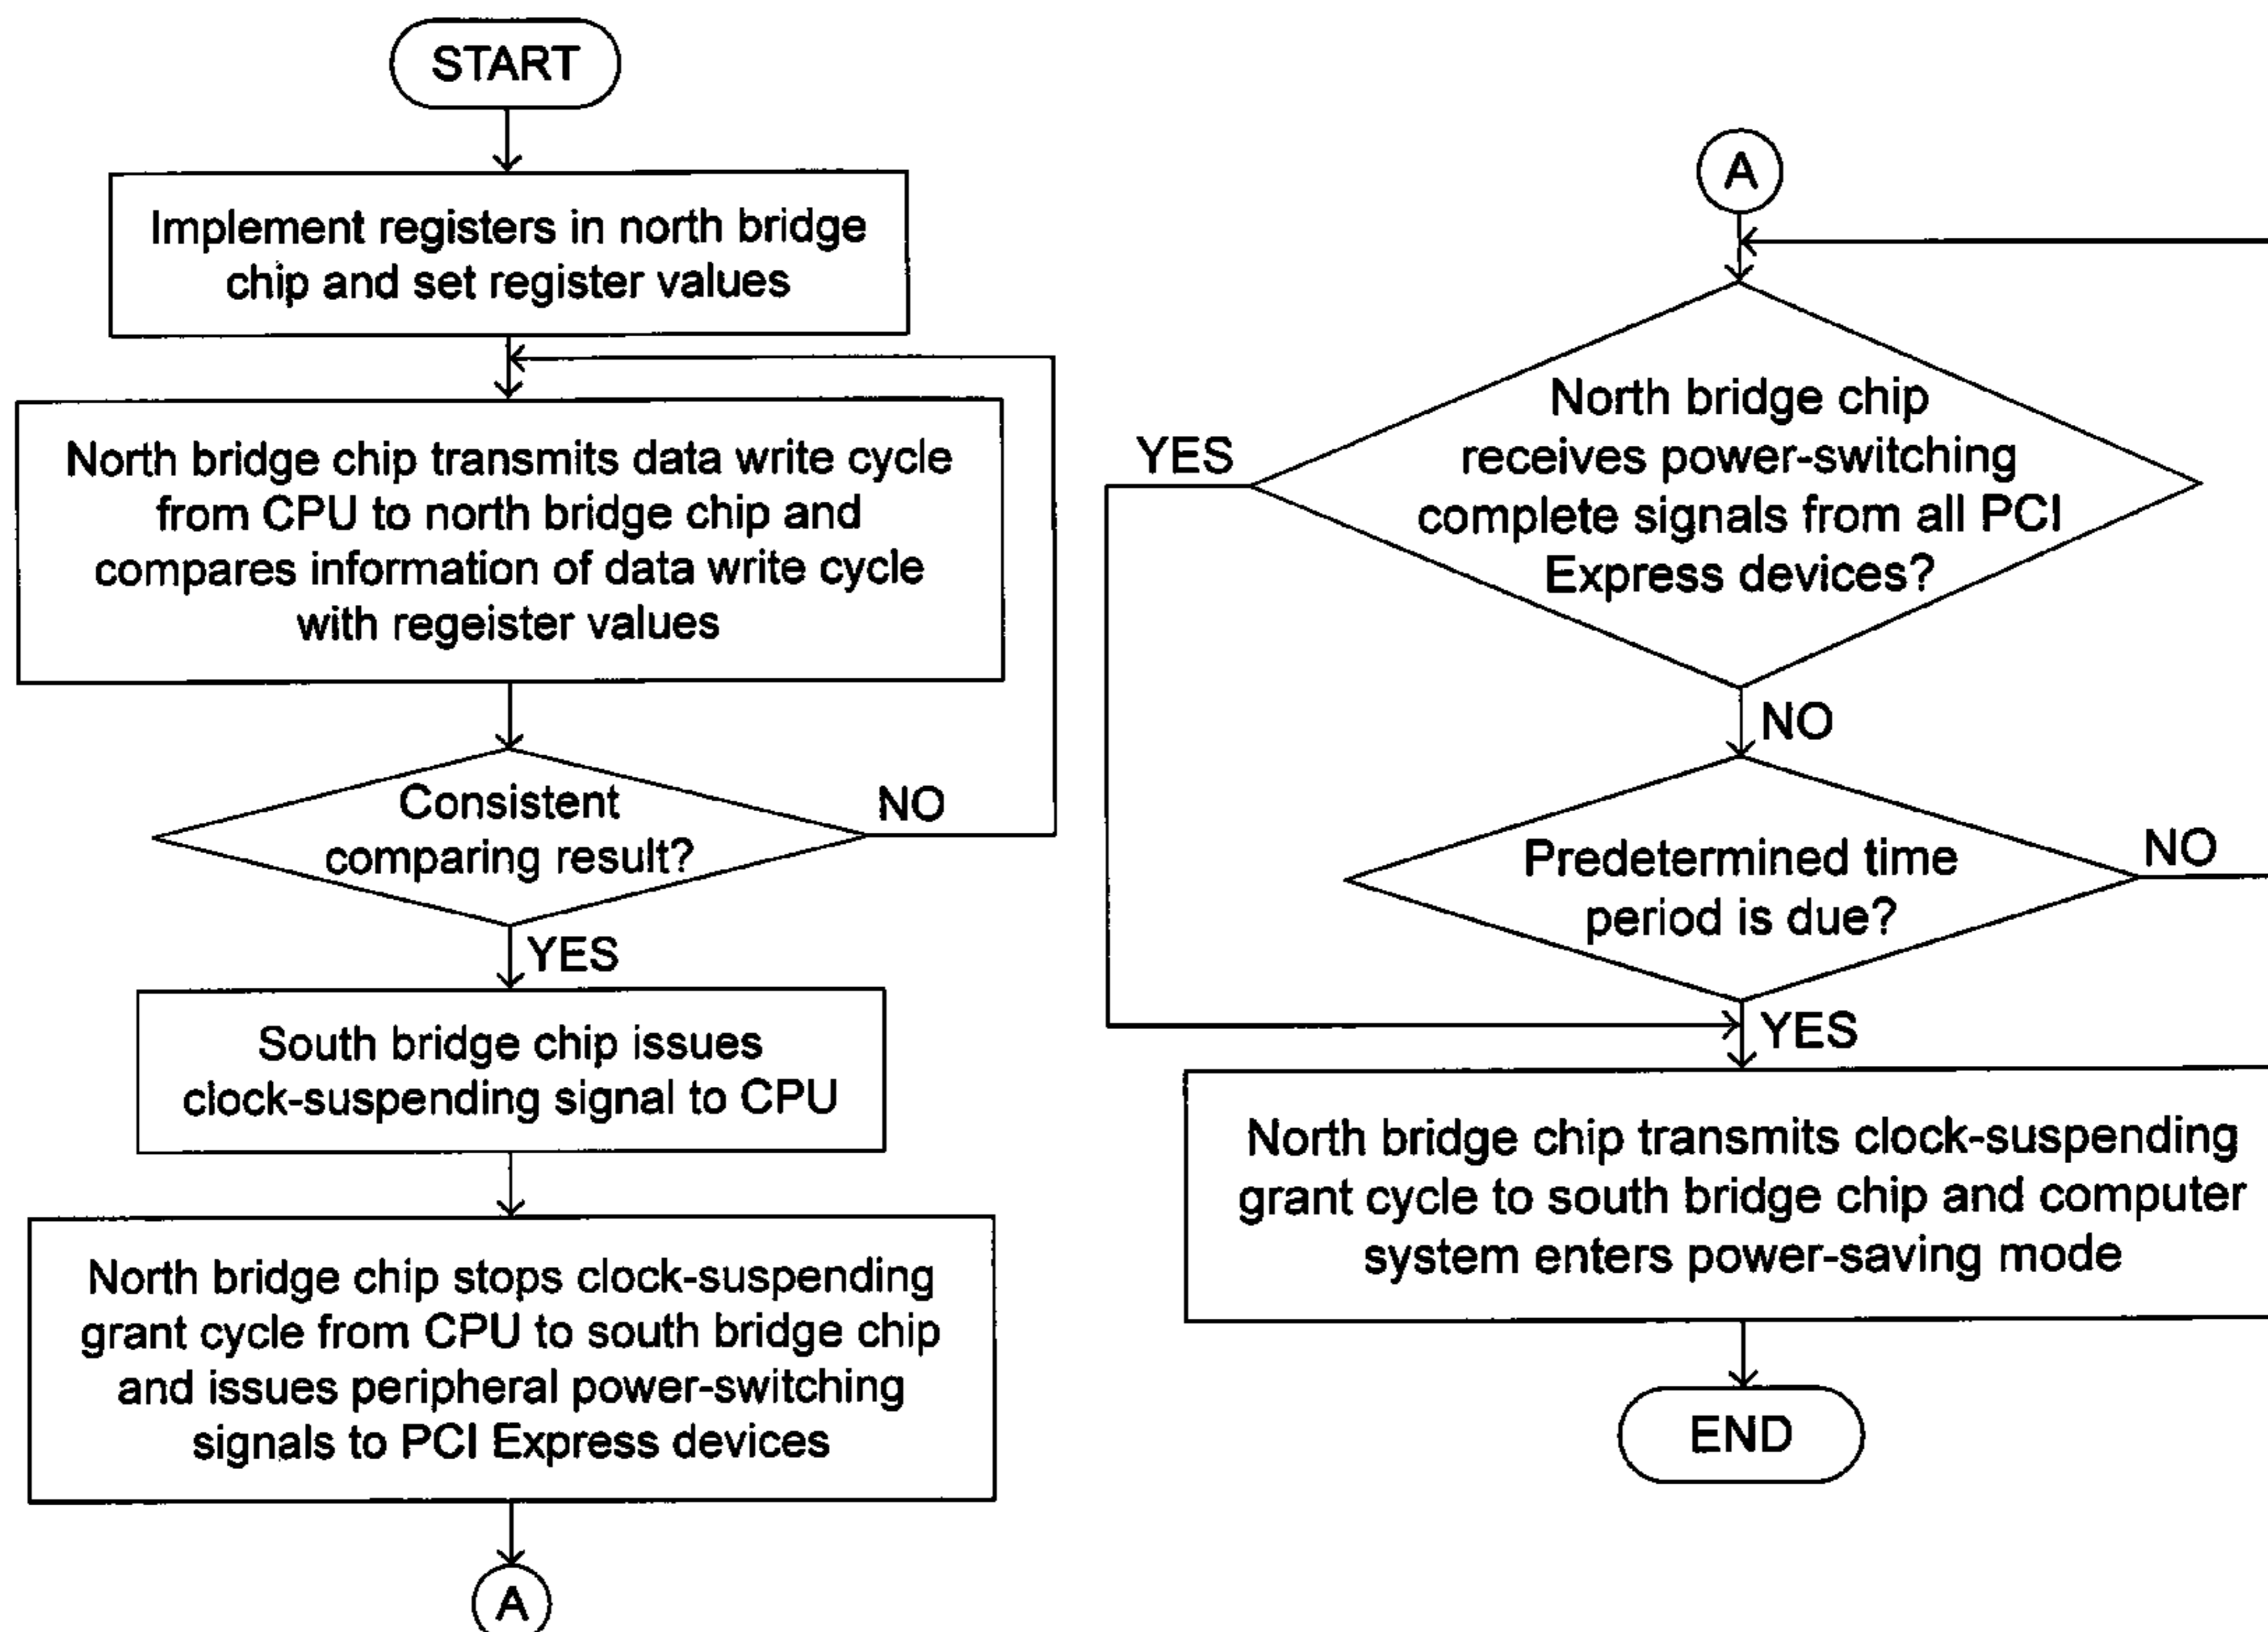 START
Implement registers in north bridge
chip and set register values
North bridge chip transmits data write cycle
from CPU to north bridge chip and
compares information of data write cycle
with regeister values
Consistent
comparing result?
NO
YES
South bridge chip issues
clock-suspending signal to CPU
North bridge chip stops clock-suspending
grant cycle from CPU to south bridge chip
and issues peripheral power-switching
signals to PCI Express devices
A
A
North bridge chip
receives power-switching
complete signals from all PCI
Express devices?
YES
NO
Predetermined time
period is due?
NO
YES
North bridge chip transmits clock-suspending
grant cycle to south bridge chip and computer
system enters power-saving mode
END